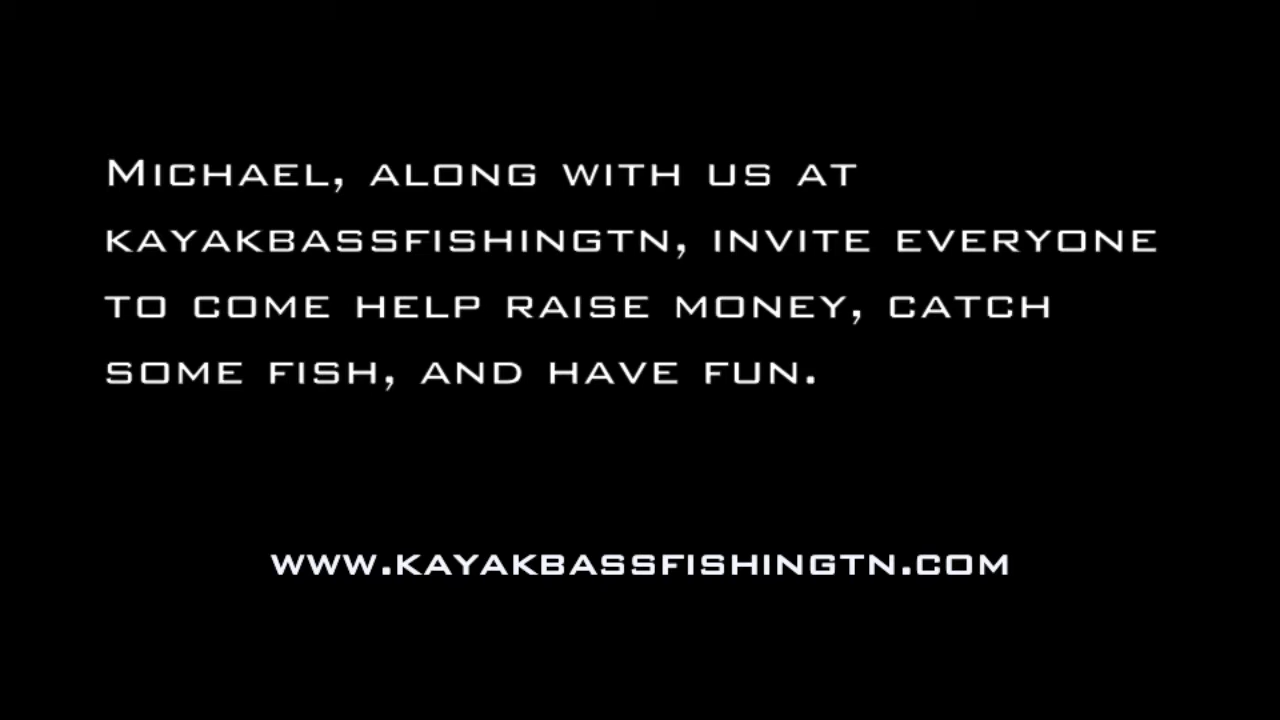 Michael, along with us at
kayakbassfishingtn, invite everyone
to come help raise money, catch
some fish, and have fun.
www.kayakbassfishingtn.com